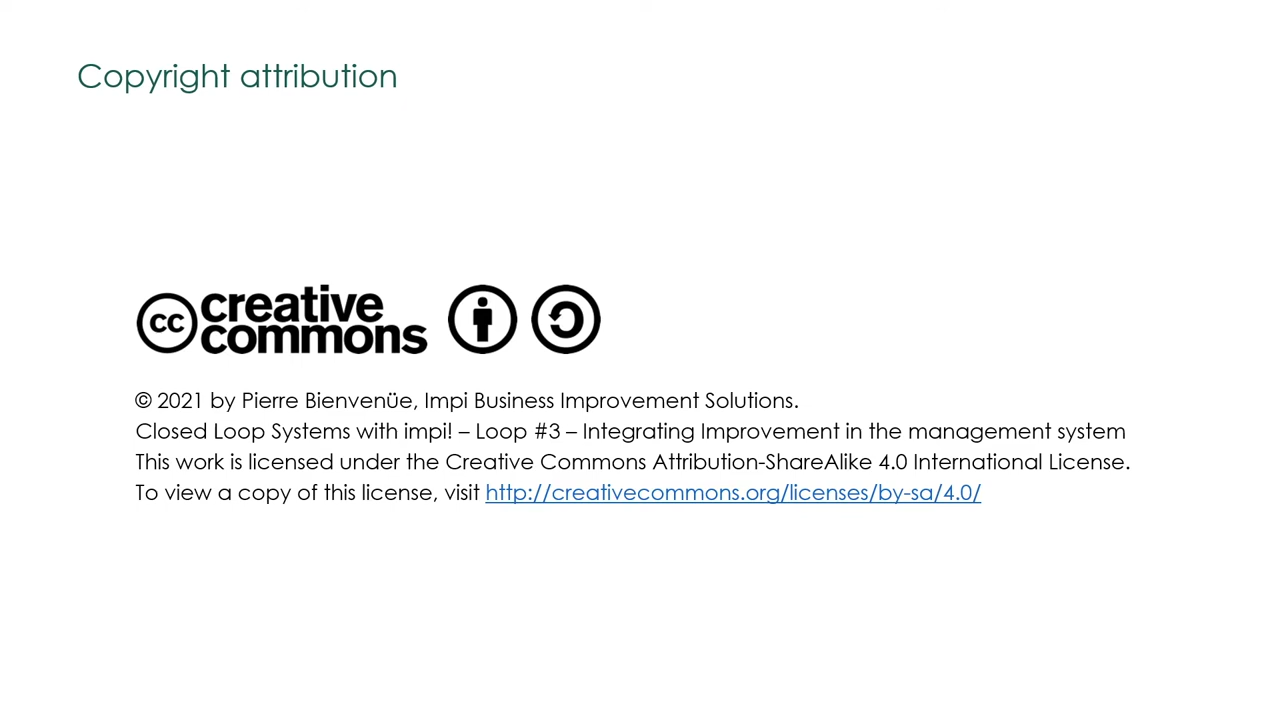 Copyright attribution
cc creative commons
© 2021 by Pierre Bienvenüe, Impi Business Improvement Solutions.
Closed Loop Systems with impi! – Loop #3 – Integrating Improvement in the management system
This work is licensed under the Creative Commons Attribution-ShareAlike 4.0 International License.
To view a copy of this license, visit http://creativecommons.org/licenses/by-sa/4.0/